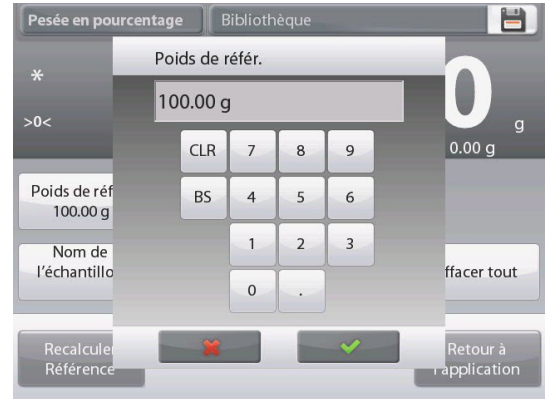 Pesée en pourcentage
Bibliothèque
Poids de référ.
*
>0<
100.00 g
0
g
0.00 g
CLR 7 8 9
BS 4 5 6
1 2 3
0 .
Poids de réf
100.00 g
Nom de
l'échantillo
ffacer tout
Recalculer
Référence
Retour à
l'application